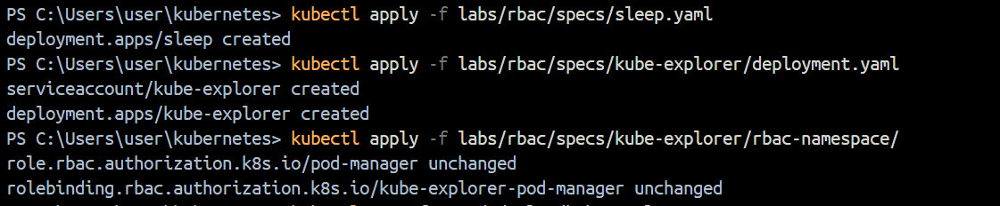 PS C:\Users\user\kubernetes> kubectl apply -f labs/rbac/specs/sleep.yaml
deployment.apps/sleep created
PS C:\Users\user\kubernetes> kubectl apply -f labs/rbac/specs/kube-explorer/deployment.yaml
serviceaccount/kube-explorer created
deployment.apps/kube-explorer created
PS C:\Users\user\kubernetes> kubectl apply -f labs/rbac/specs/kube-explorer/rbac-namespace/
role.rbac.authorization.k8s.io/pod-manager unchanged
rolebinding.rbac.authorization.k8s.io/kube-explorer-pod-manager unchanged